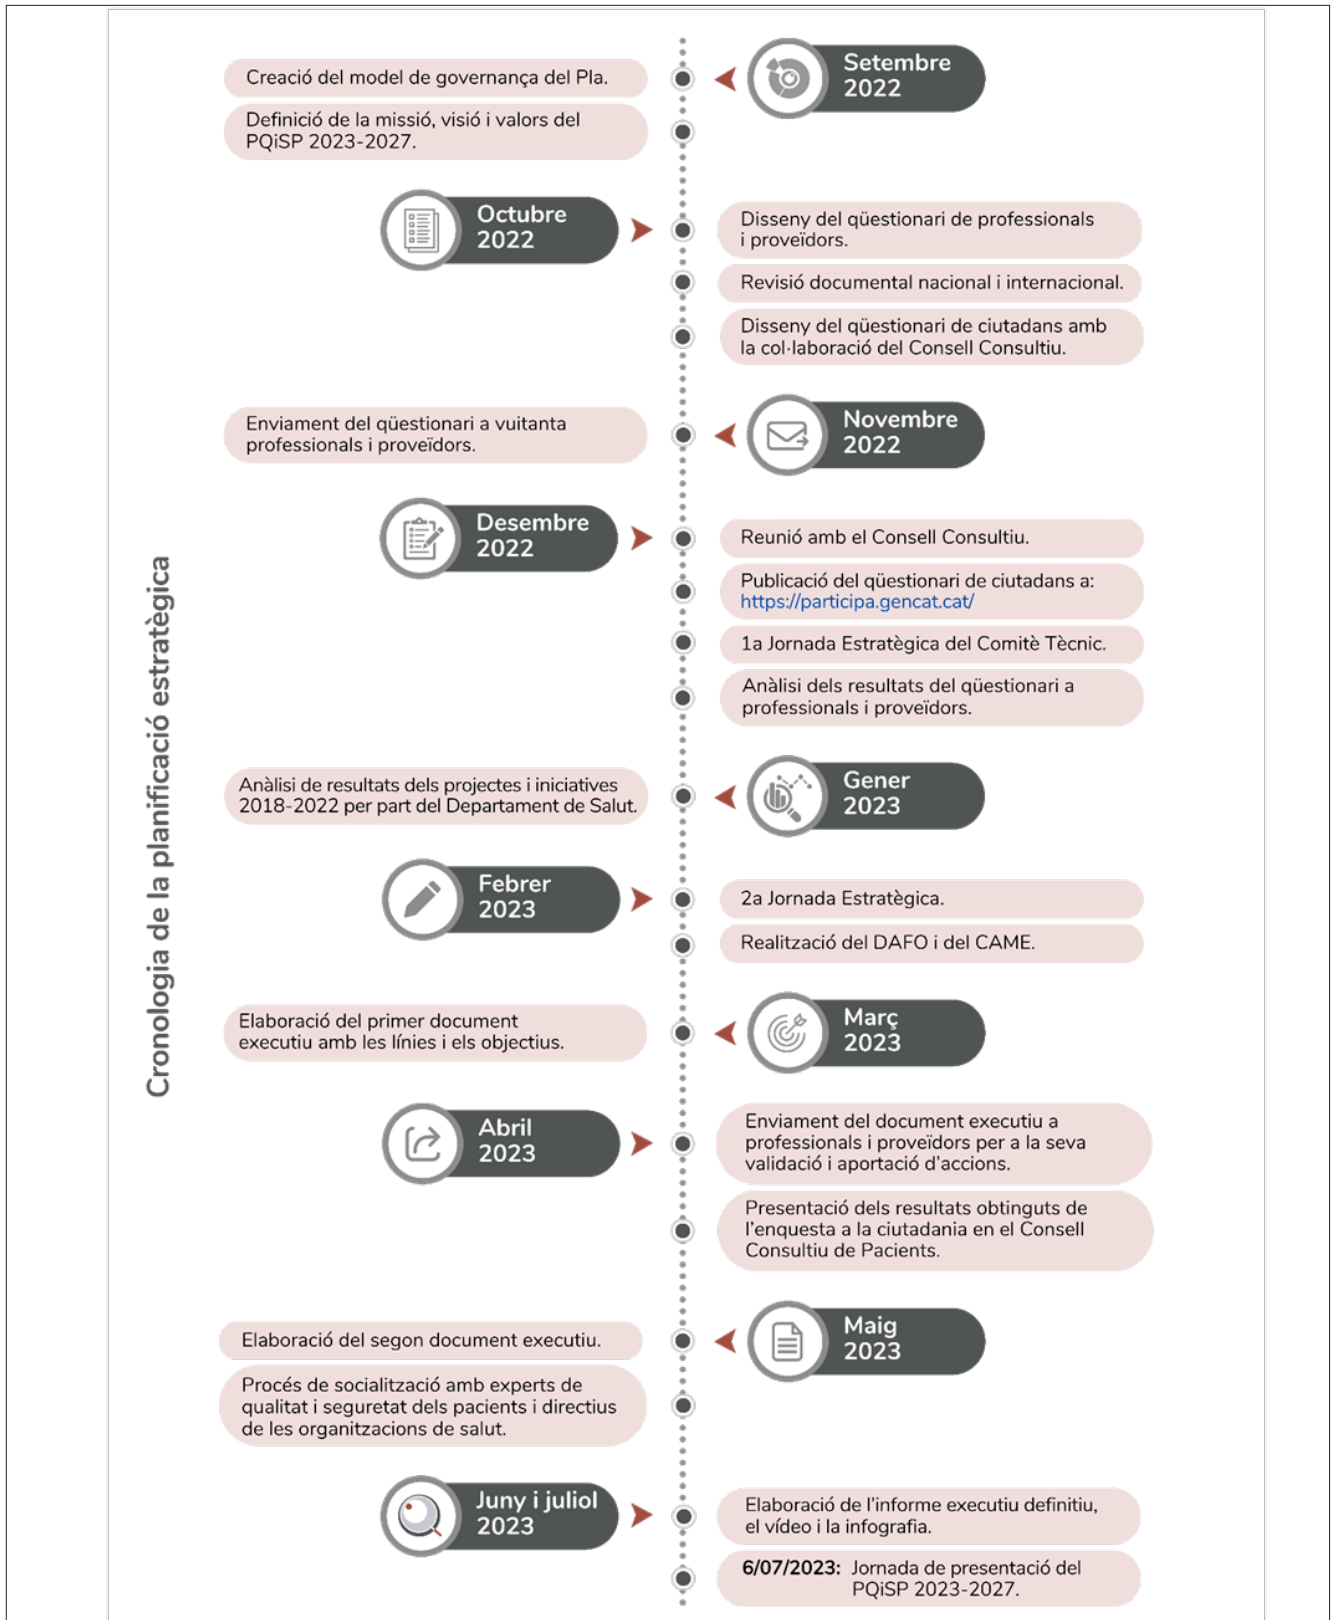 Cronologia de la planificació estratègica
Setembre
2022
Creació del model de governança del Pla.
Definició de la missió, visió i valors del
PQiSP 2023-2027.
Octubre
2022
Disseny del qüestionari de professionals
i proveïdors.
Revisió documental nacional i internacional.
Disseny del qüestionari de ciutadans amb
la col·laboració del Consell Consultiu.
Novembre
2022
Enviament del qüestionari a vuitanta
professionals i proveïdors.
Desembre
2022
Reunió amb el Consell Consultiu.
Publicació del qüestionari de ciutadans a:
https://participa.gencat.cat/
1a Jornada Estratègica del Comitè Tècnic.
Anàlisi dels resultats del qüestionari a
professionals i proveïdors.
Gener
2023
Anàlisi de resultats dels projectes i iniciatives
2018-2022 per part del Departament de Salut.
Febrer
2023
2a Jornada Estratègica.
Realització del DAFO i del CAME.
Març
2023
Elaboració del primer document
executiu amb les línies i els objectius.
Abril
2023
Enviament del document executiu a
professionals i proveïdors per a la seva
validació i aportació d’accions.
Presentació dels resultats obtinguts de
l’enquesta a la ciutadania en el Consell
Consultiu de Pacients.
Maig
2023
Elaboració del segon document executiu.
Procés de socialització amb experts de
qualitat i seguretat dels pacients i directius
de les organitzacions de salut.
Juny i juliol
2023
Elaboració de l’informe executiu definitiu,
el vídeo i la infografia.
6/07/2023: Jornada de presentació del
PQiSP 2023-2027.